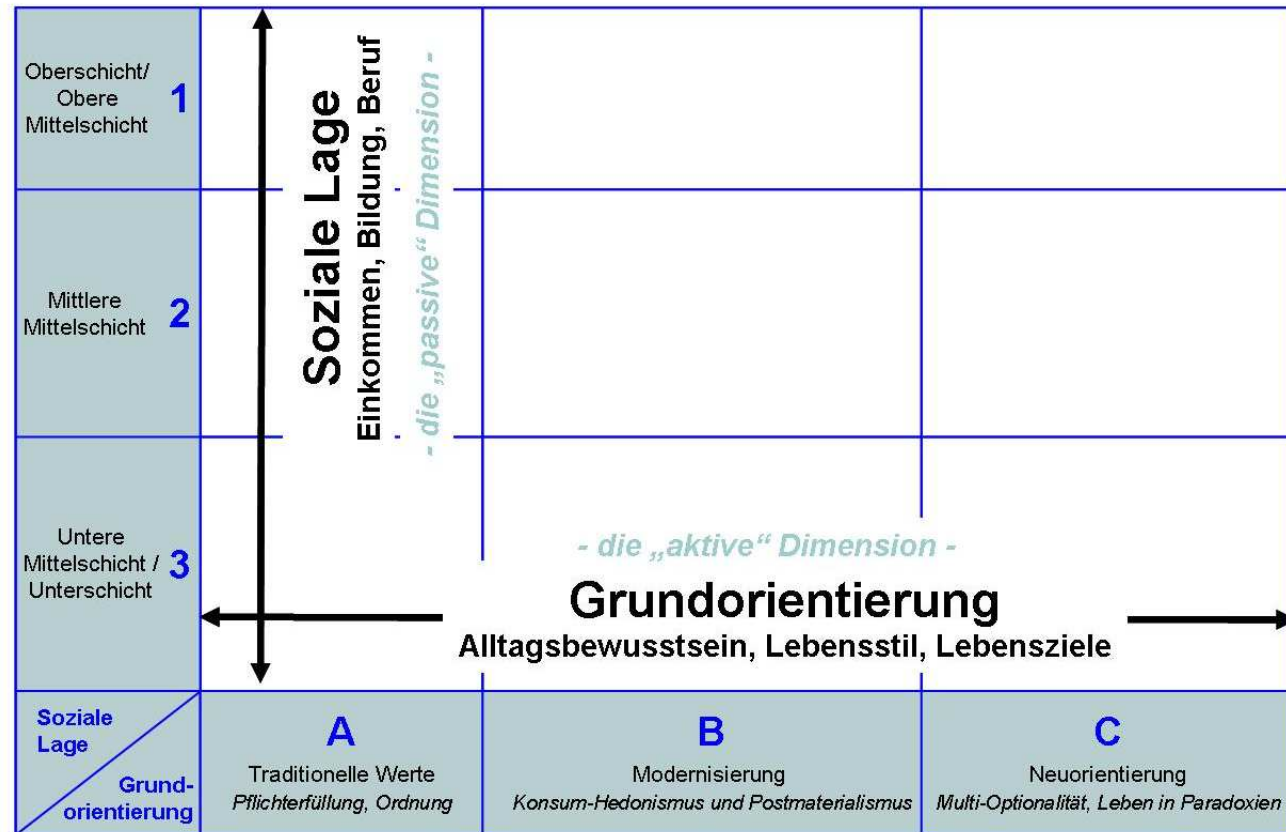 Oberschicht/
Obere
Mittelschicht
1
Mittlere
Mittelschicht
2
Untere
Mittelschicht /
Unterschicht
3
Soziale Lage
Einkommen, Bildung, Beruf
- die „passive“ Dimension -
- die „aktive“ Dimension -
Grundorientierung
Alltagsbewusstsein, Lebensstil, Lebensziele
Soziale
Lage
Grund-
orientierung
A
Traditionelle Werte
Pflichterfüllung, Ordnung
B
Modernisierung
Konsum-Hedonismus und Postmaterialismus
C
Neuorientierung
Multi-Optionalität, Leben in Paradoxien